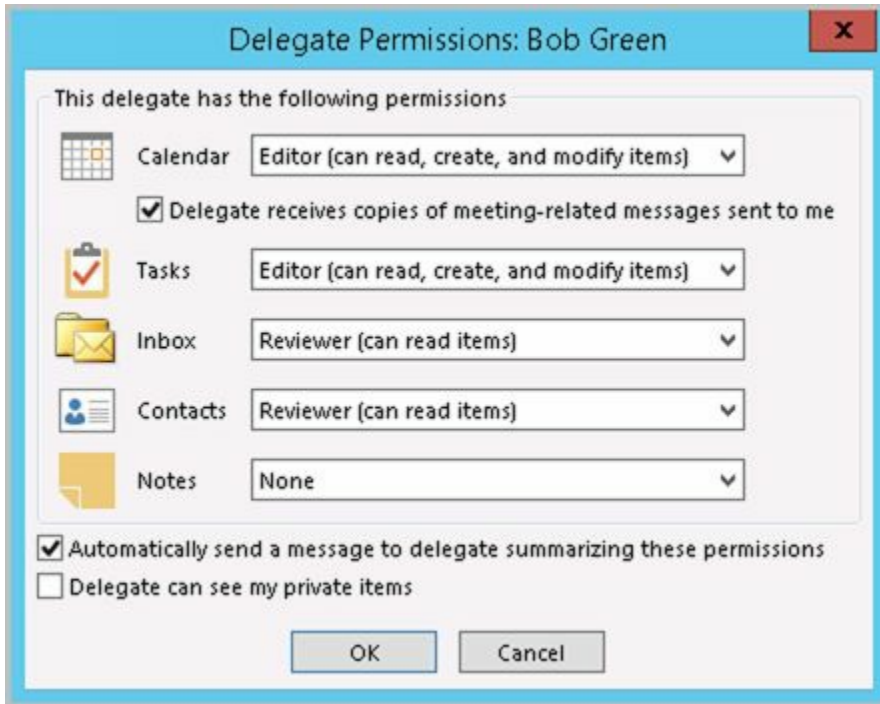 Delegate Permissions: Bob Green
x
This delegate has the following permissions
Calendar Editor (can read, create, and modify items)
Delegate receives copies of meeting-related messages sent to me
Tasks Editor (can read, create, and modify items)
Inbox Reviewer (can read items)
Contacts Reviewer (can read items)
Notes None
Automatically send a message to delegate summarizing these permissions
Delegate can see my private items
OK Cancel